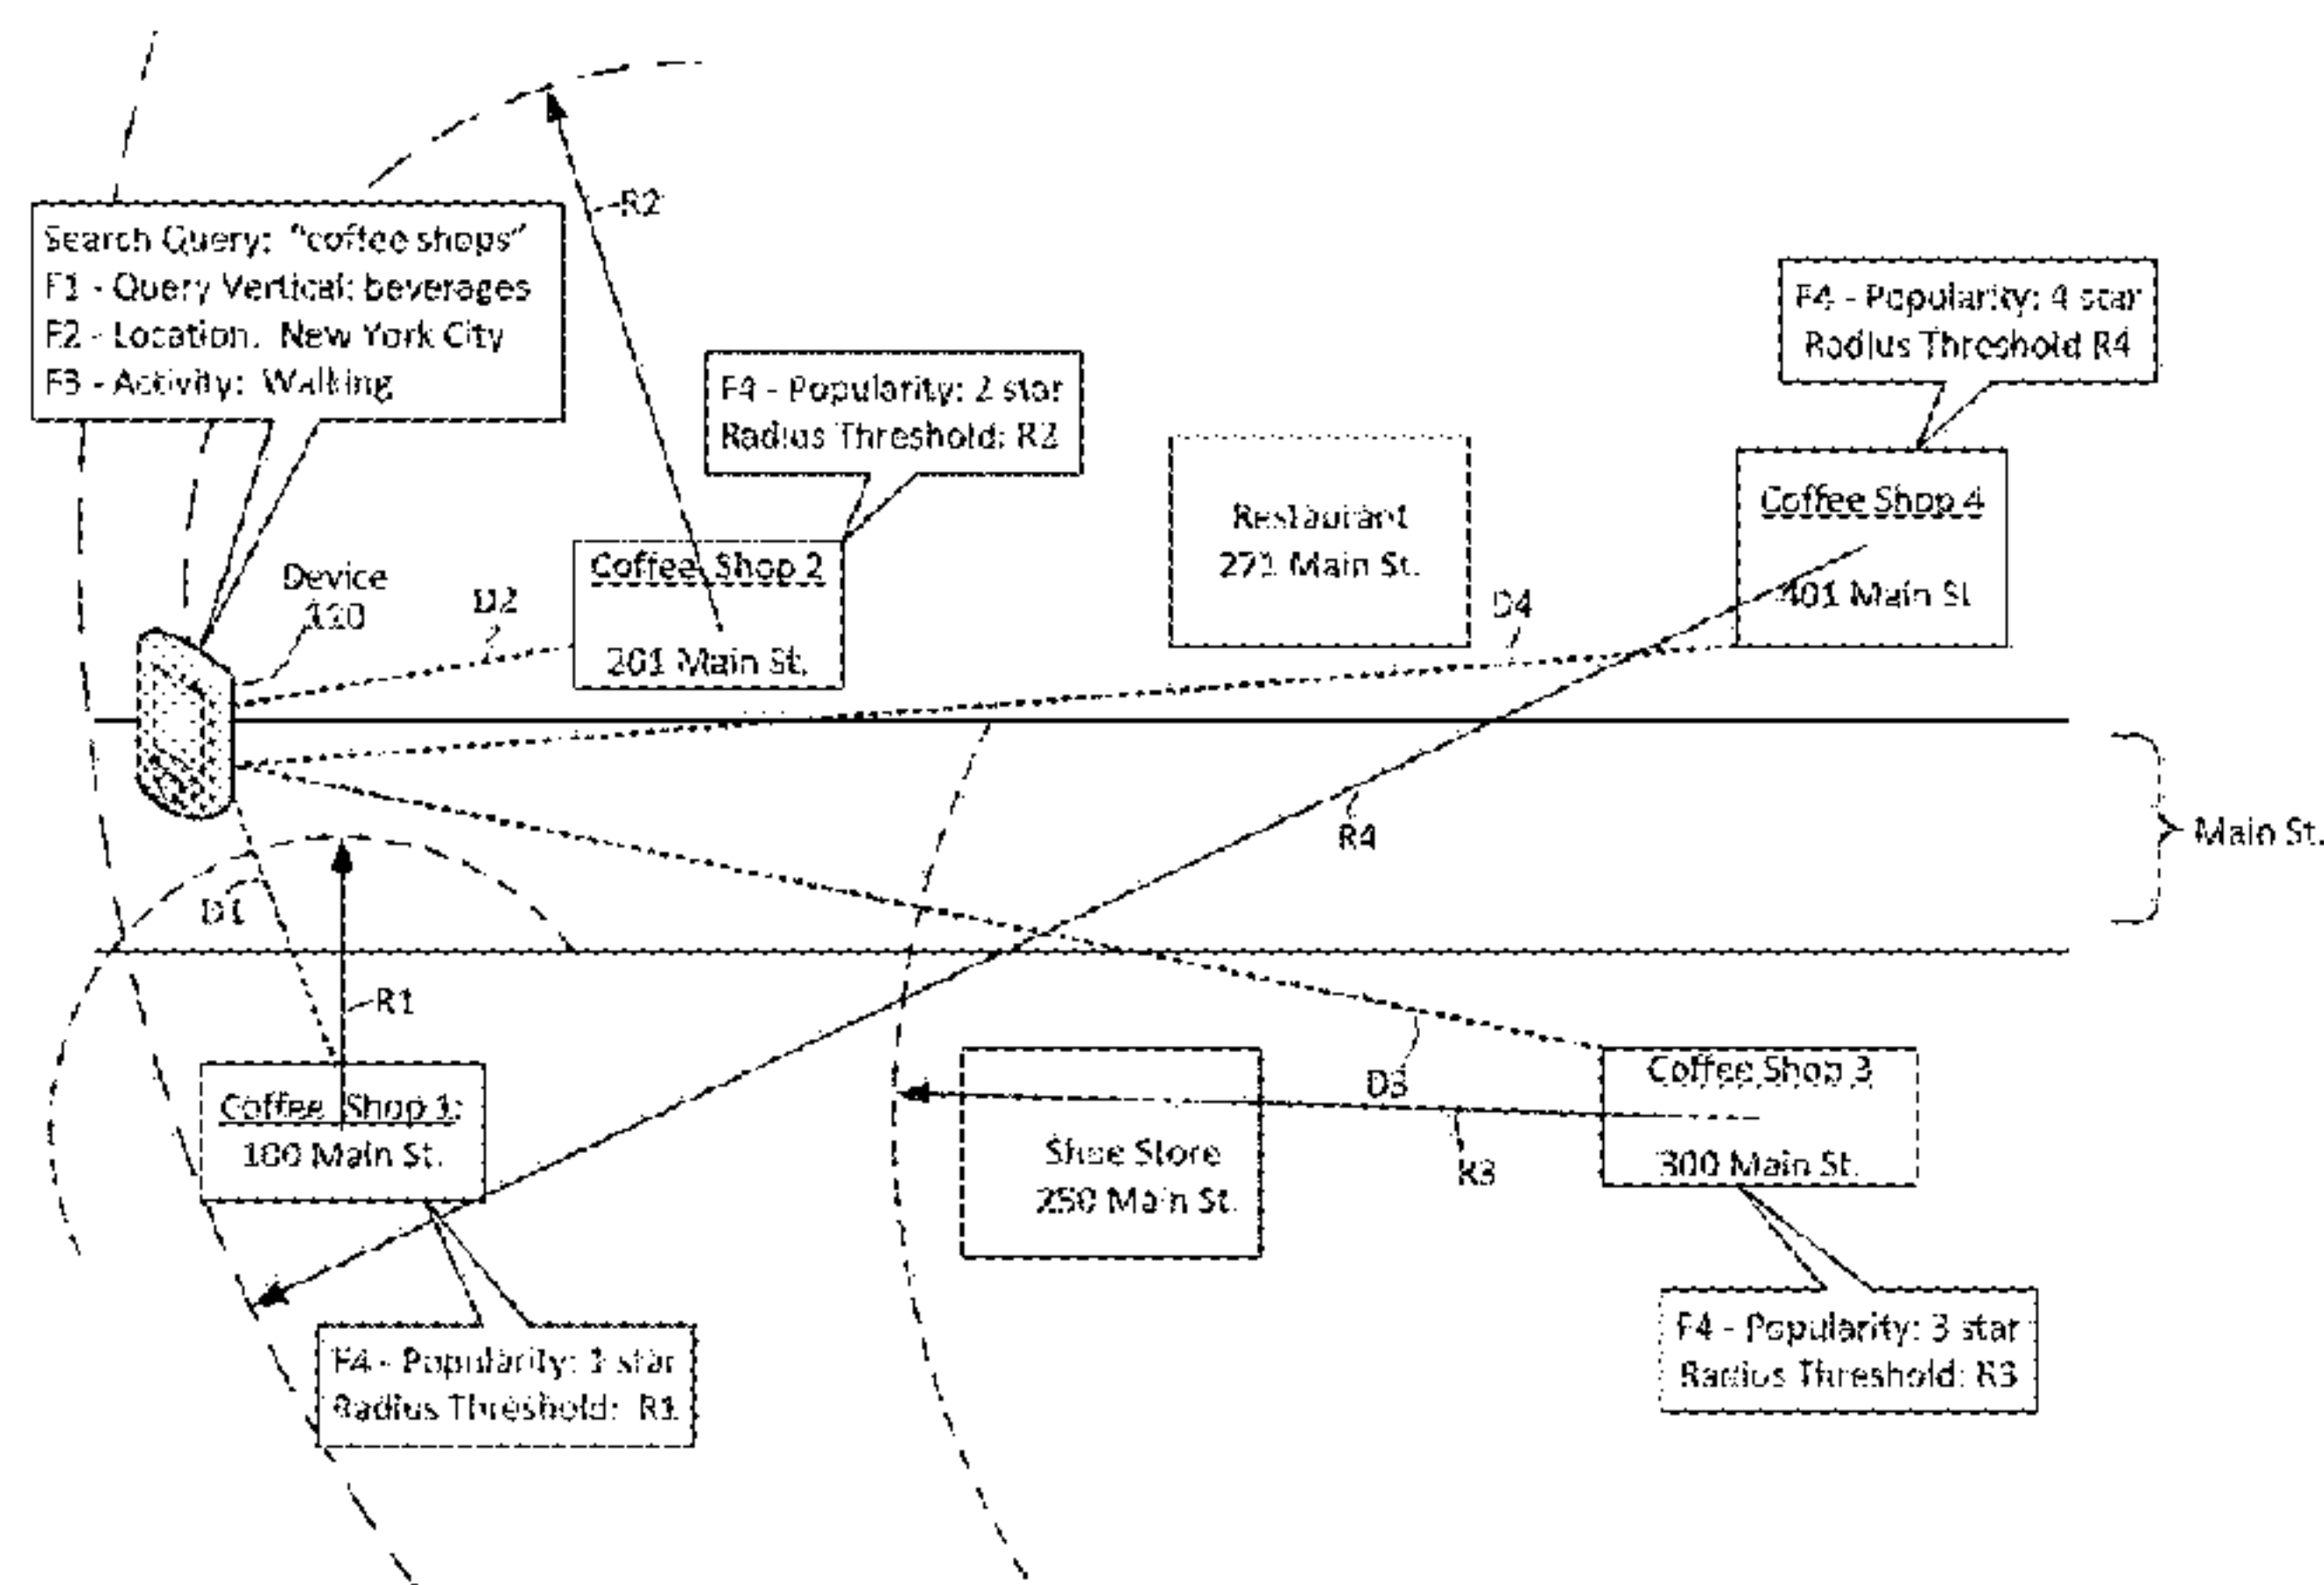 R2
Search Query: "coffee shops"
F1 - Query Vertical: beverages
F2 - Location. New York City
F3 - Activity: Walking
F4 - Popularity: 4 star
Radius Threshold R4
F4 - Popularity: 2 star
Radius Threshold: R2
Restaurant
271 Main St.
Coffee Shop 4
401 Main St
Device
110
D2
Coffee Shop 2
201 Main St.
D4
R4
Main St.
D1
R1
Coffee Shop 1:
100 Main St.
D3
Coffee Shop 3
300 Main St.
Shoe Store
250 Main St.
R3
F4 - Popularity: 1 star
Radius Threshold: R1
F4 - Popularity: 3 star
Radius Threshold: R3